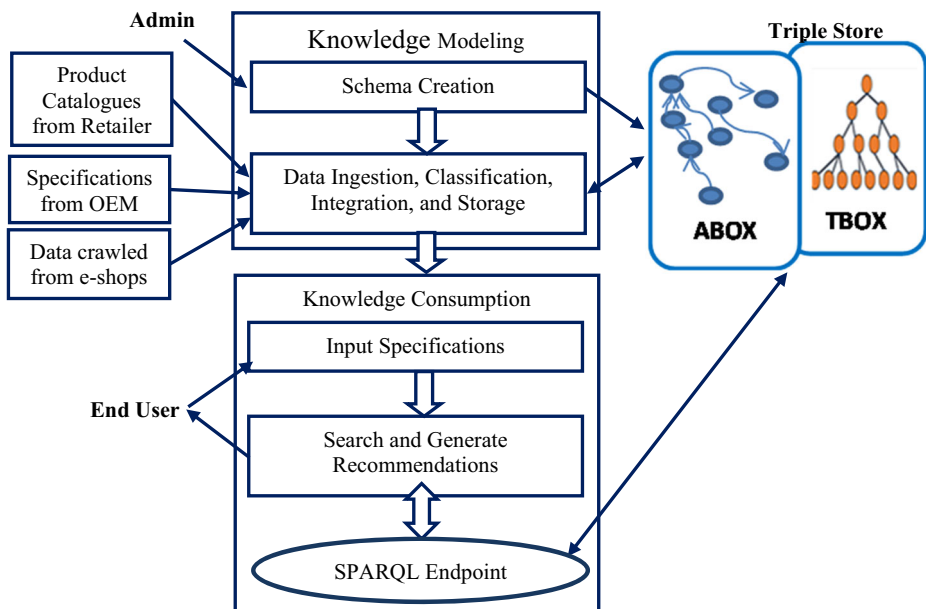 Admin
Triple Store
Knowledge Modeling
Schema Creation
Product
Catalogues
from Retailer
Specifications
from OEM
Data crawled
from e-shops
Data Ingestion, Classification,
Integration, and Storage
ABOX
TBOX
Knowledge Consumption
Input Specifications
End User
Search and Generate
Recommendations
SPARQL Endpoint